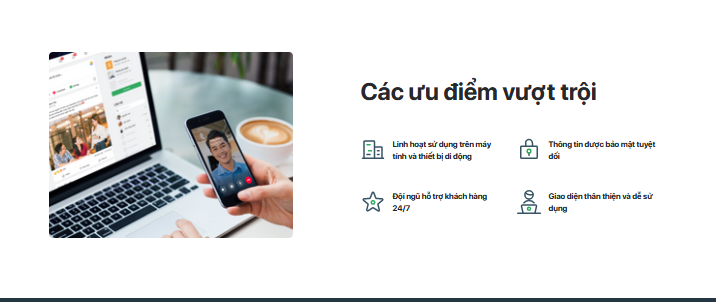 Các ưu điểm vượt trội
Linh hoạt sử dụng trên máy
tính và thiết bị di động
Thông tin được bảo mật tuyệt
đối
Đội ngũ hỗ trợ khách hàng
24/7
Giao diện thân thiện và dễ sử
dụng